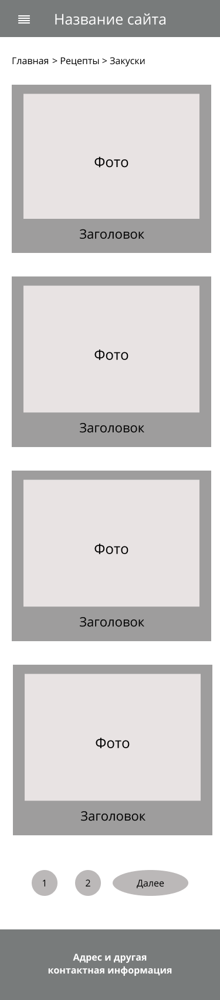 Название сайта
Главная > Рецепты > Закуски
Фото
Заголовок
Фото
Заголовок
Фото
Заголовок
Фото
Заголовок
1 2 Далее
Адрес и другая
контактная информация